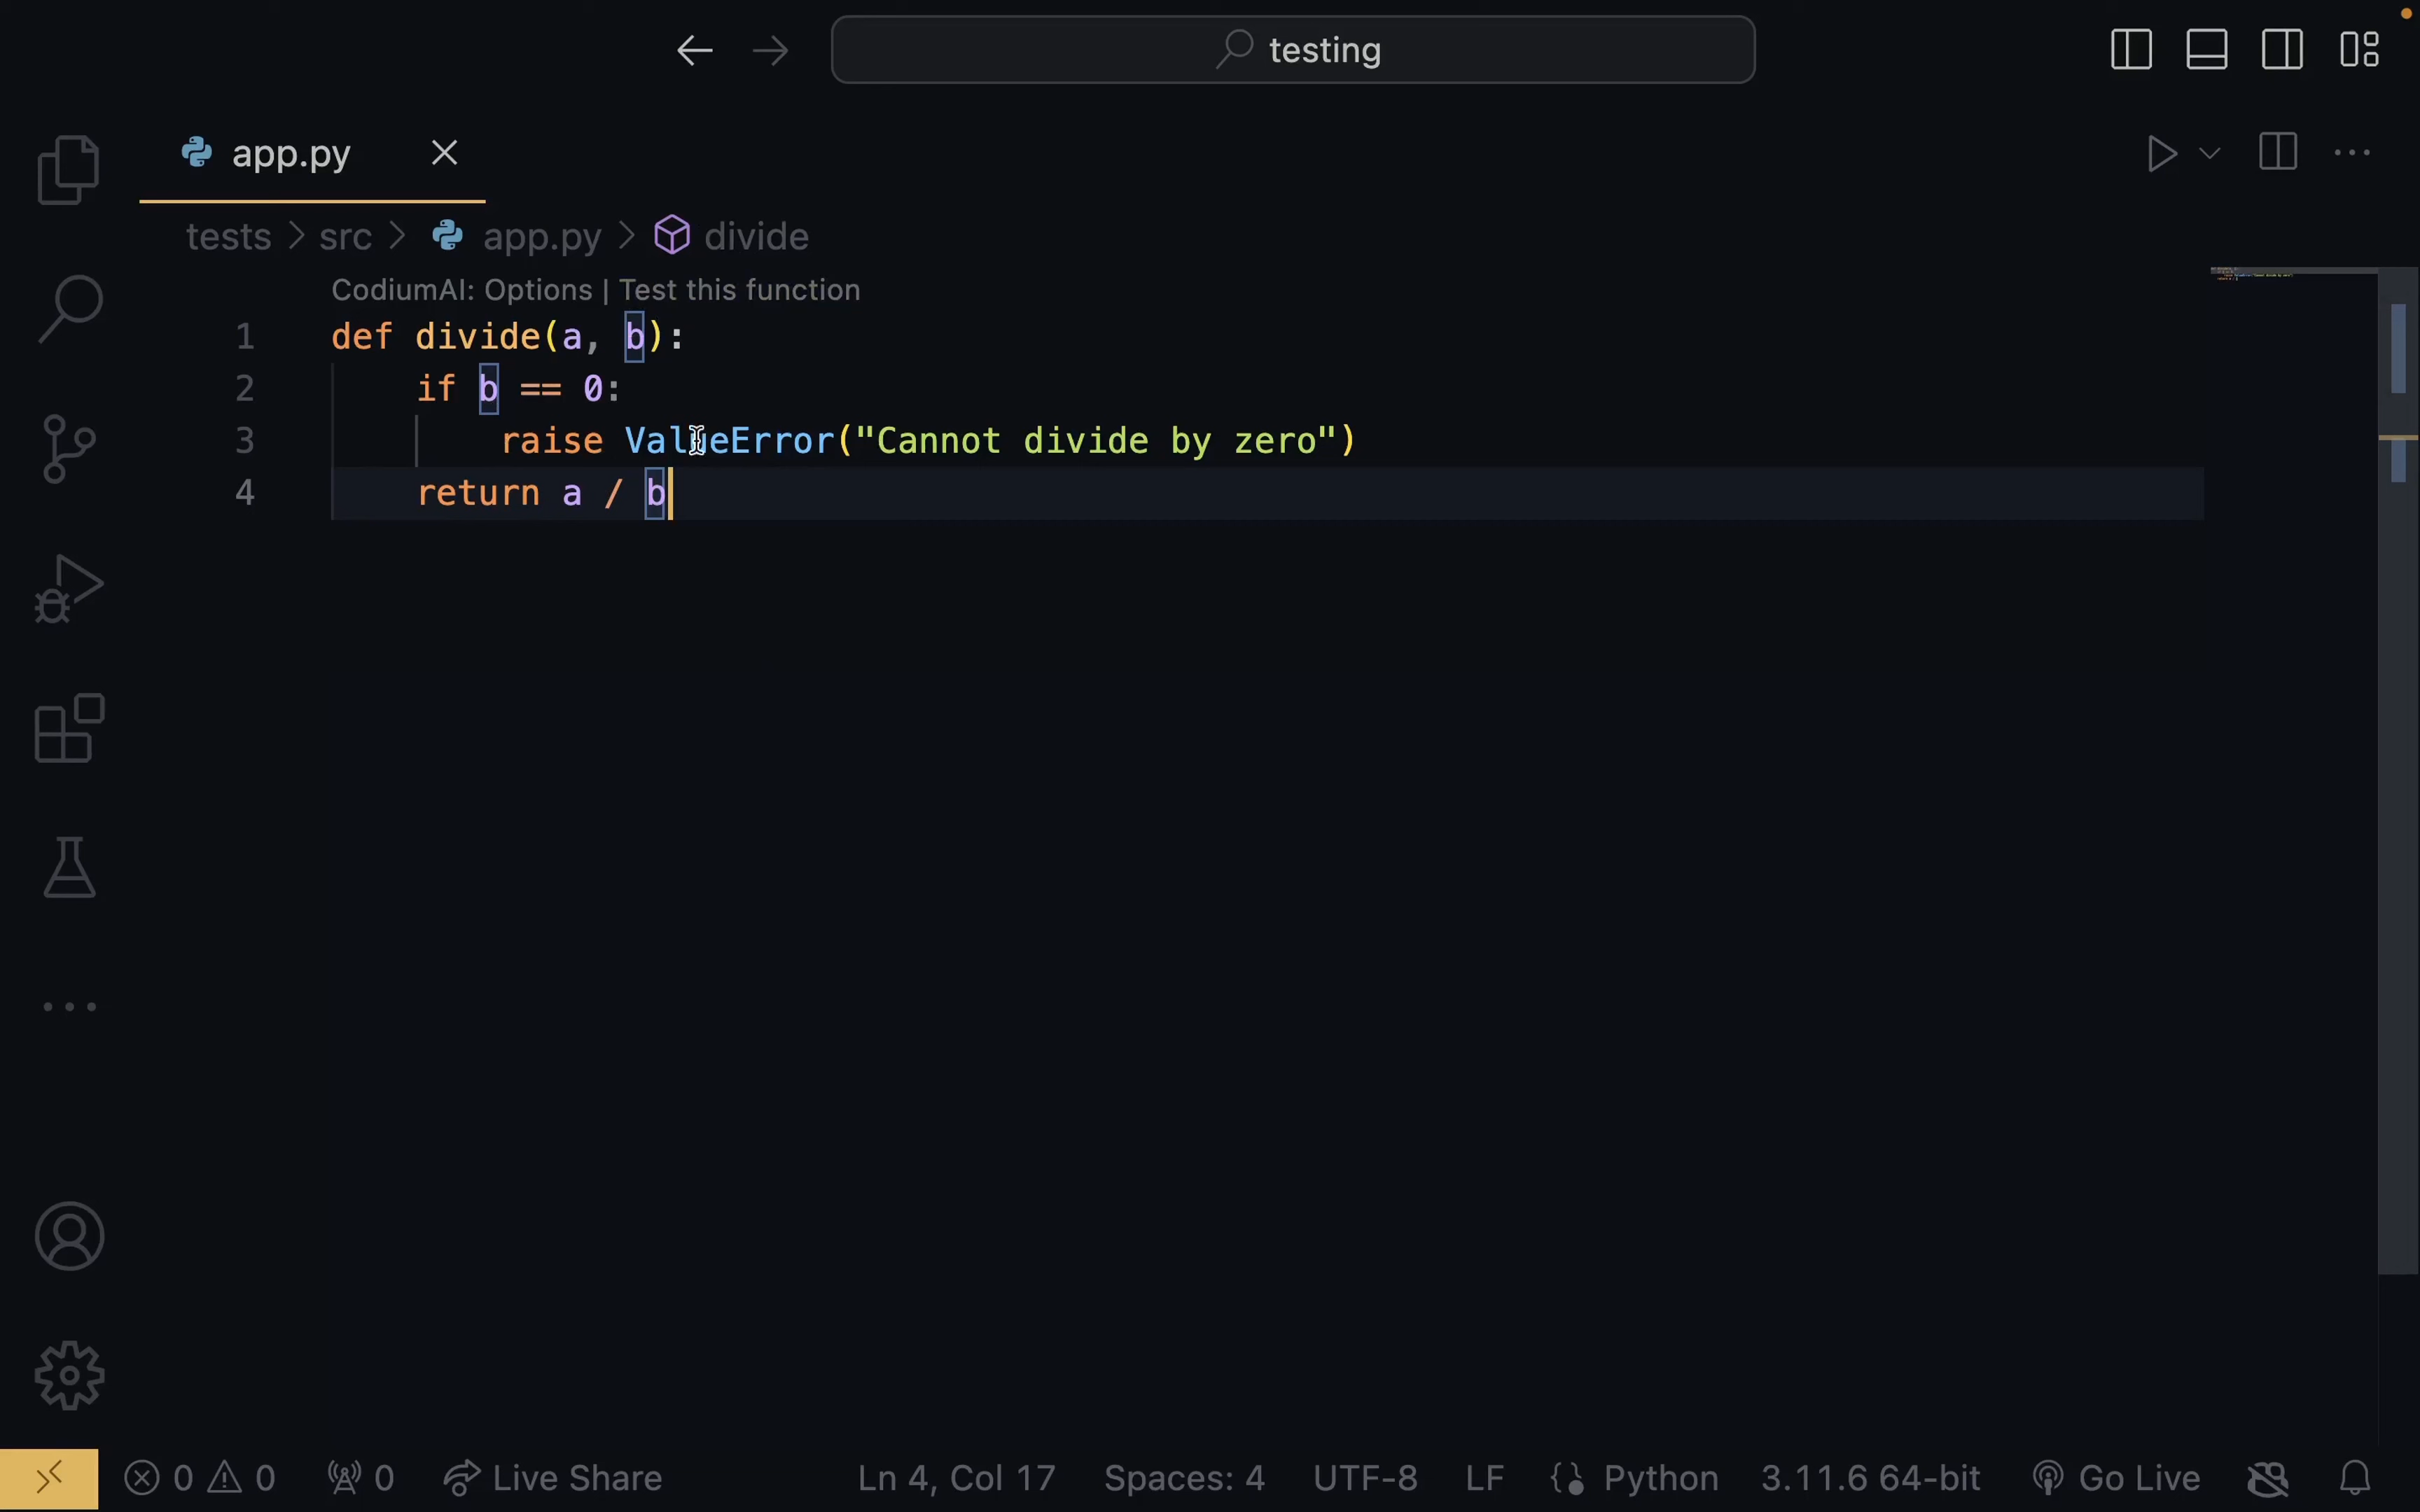 testing
app.py
tests > src > app.py > divide
CodiumAI: Options | Test this function
1 def divide(a, b):
2     if b == 0:
3         raise ValueError("Cannot divide by zero")
4     return a / b
0 0 0 Live Share Ln 4, Col 17 Spaces: 4 UTF-8 LF Python 3.11.6 64-bit Go Live